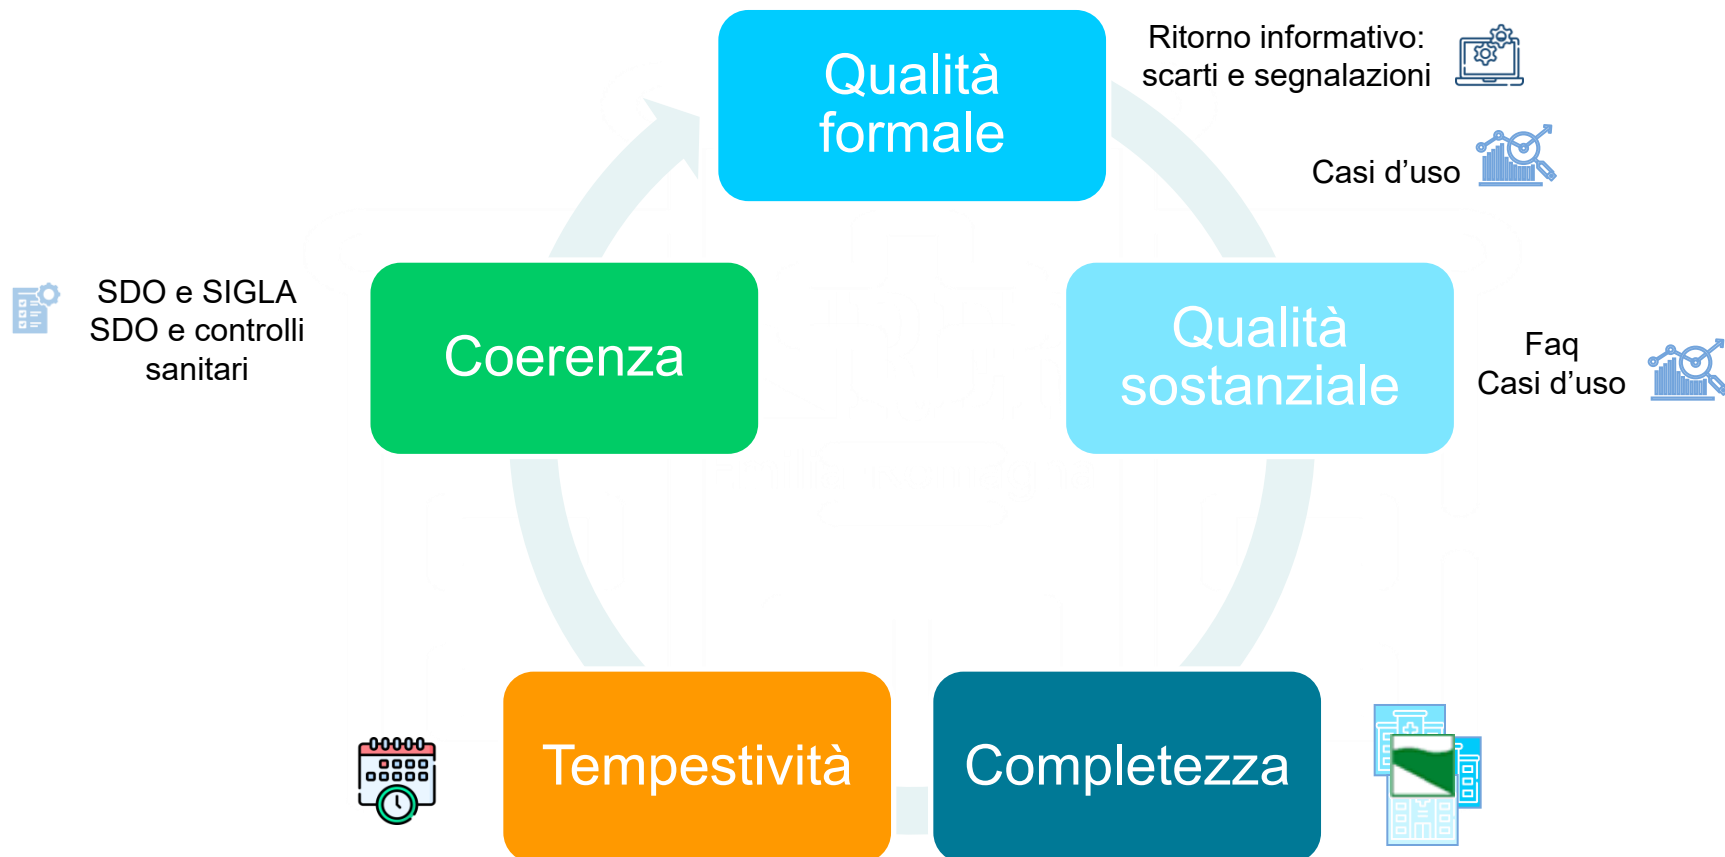 Qualità
formale
Ritorno informativo:
scarti e segnalazioni
Casi d’uso
SDO e SIGLA
SDO e controlli
sanitari
Coerenza
Qualità
sostanziale
Faq
Casi d’uso
Tempestività
Completezza